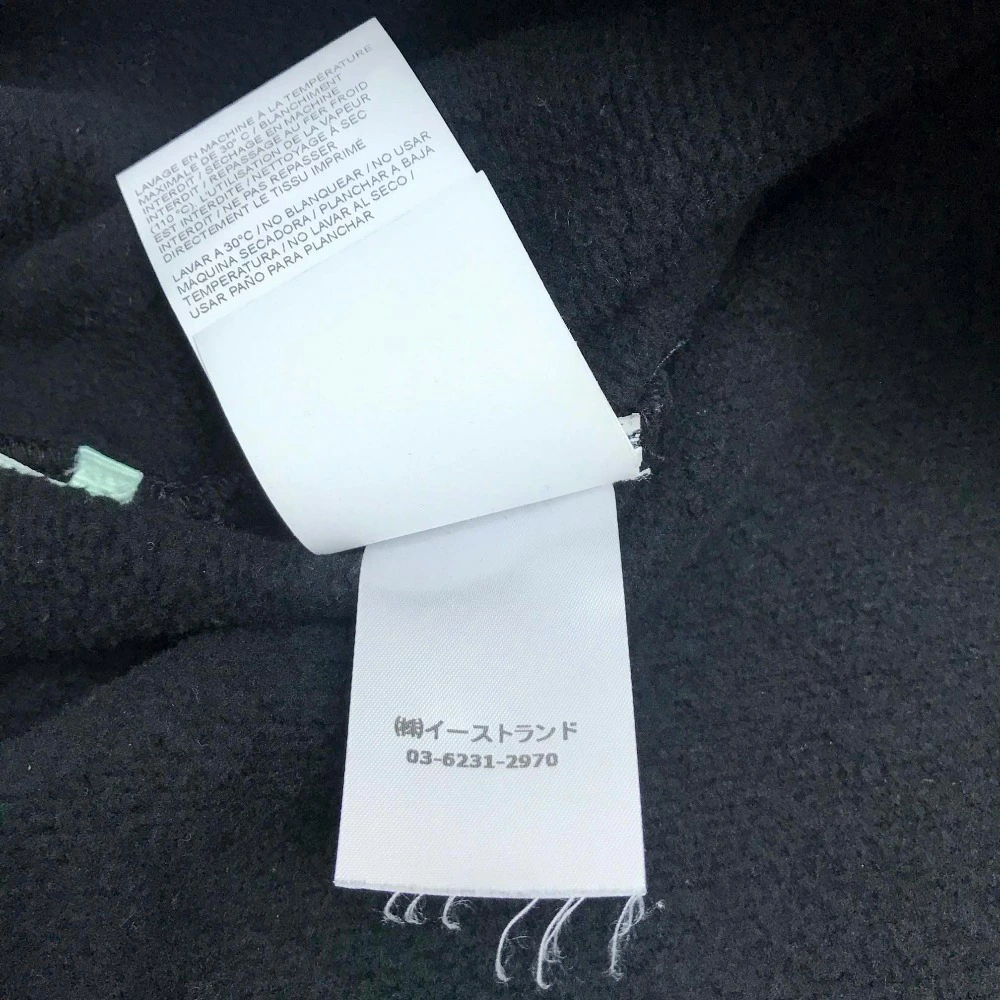 LAVAGE EN MACHINE À LA TEMPÉRATURE
MAXIMALE DE 30º C / BLANCHIMENT
INTERDIT / SÉCHAGE EN MACHINE
INTERDIT / REPASSAGE AU FER FROID
(110 º C) L'UTILISATION DE LA VAPEUR
EST INTERDITE / NETTOYAGE À SEC
INTERDIT / NE PAS REPASSER
DIRECTEMENT LE TISSU IMPRIMÉ
LAVAR A 30ºC / NO BLANQUEAR / NO USAR
MAQUINA SECADORA / PLANCHAR A BAJA
TEMPERATURA / NO LAVAR AL SECO /
USAR PAÑO PARA PLANCHAR
㈱イーストランド
03-6231-2970